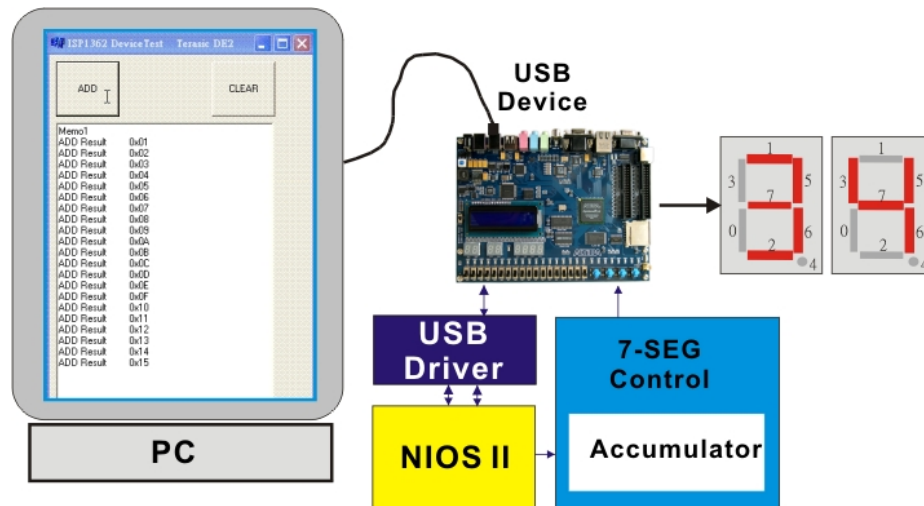 ISP1362 DeviceTest Terasic DE2
ADD
CLEAR
Memo1
ADD Result 0x01
ADD Result 0x02
ADD Result 0x03
ADD Result 0x04
ADD Result 0x05
ADD Result 0x06
ADD Result 0x07
ADD Result 0x08
ADD Result 0x09
ADD Result 0x0A
ADD Result 0x0B
ADD Result 0x0C
ADD Result 0x0D
ADD Result 0x0E
ADD Result 0x0F
ADD Result 0x10
ADD Result 0x11
ADD Result 0x12
ADD Result 0x13
ADD Result 0x14
ADD Result 0x15
PC
USB
Device
1
3
5
7
0
6
2
4
1
3
5
7
0
6
2
4
USB
Driver
NIOS II
7-SEG
Control
Accumulator